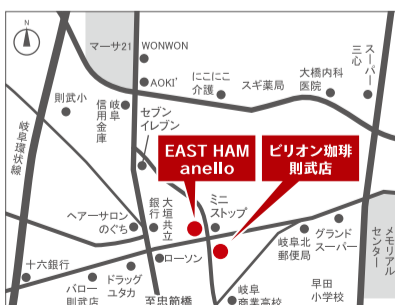 N
マーサ21
WONWON
AOKI'
にこにこ
介護
スギ薬局
大橋内科
医院
スーパー
三心
則武小
岐阜
信用金庫
セブン
イレブン
岐阜環状線
EAST HAM
anello
ピリオン珈琲
則武店
ヘアーサロン
のぐち
大垣共立
銀行
ミニ
ストップ
岐阜北
郵便局
グランド
スーパー
メモリアル
センター
十六銀行
バロー
則武店
ドラッグ
ユタカ
ローソン
至忠節橋
岐阜
商業高校
早田
小学校